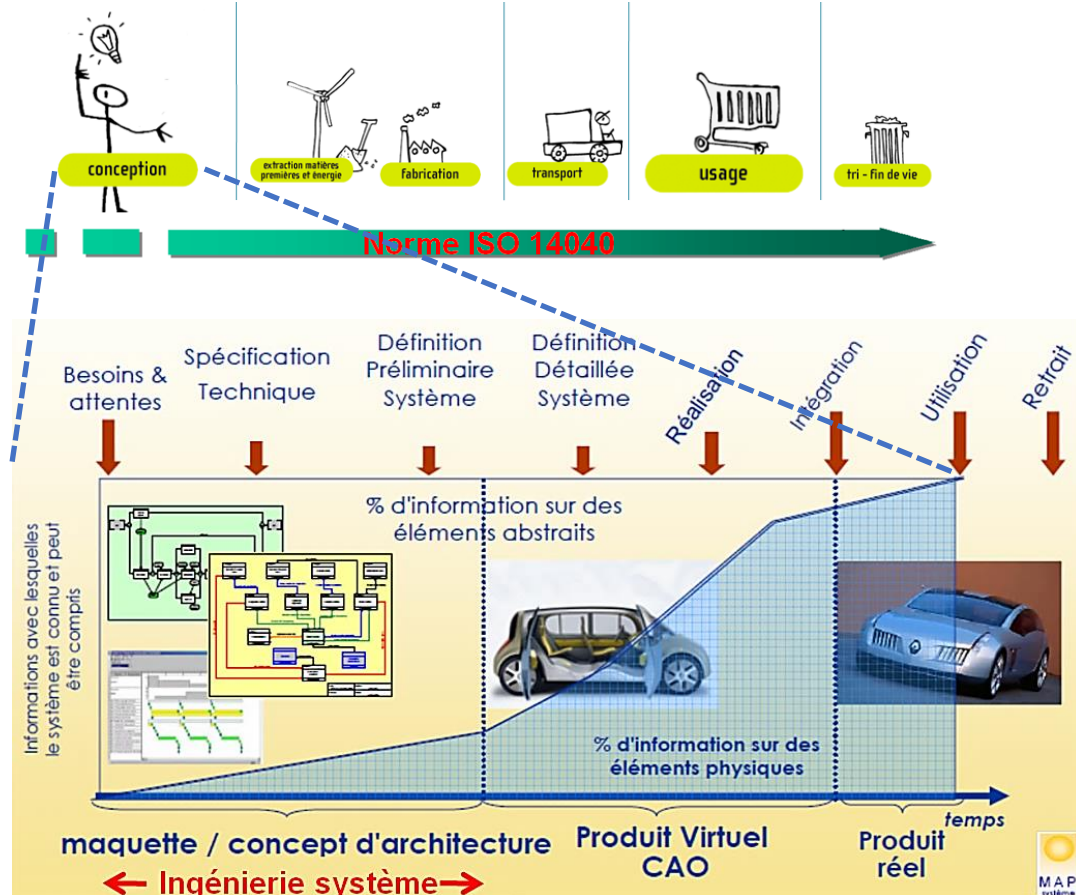 conception
extraction matières
premières et énergie
fabrication
transport
usage
tri - fin de vie
Norme ISO 14040
Besoins &
attentes
Spécification
Technique
Définition
Préliminaire
Système
Définition
Détaillée
Système
Réalisation
Intégration
Utilisation
Retrait
Informations avec lesquelles
le système est connu et peut
être compris
% d'information sur des
éléments abstraits
% d'information sur des
éléments physiques
temps
maquette / concept d'architecture
Produit Virtuel
CAO
Produit
réel
Ingénierie système
MAP
système